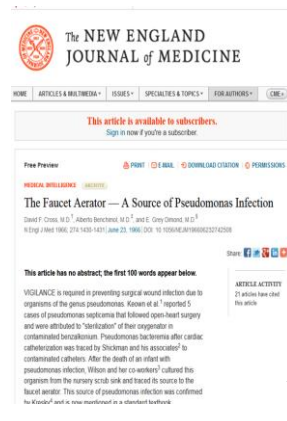 The NEW ENGLAND
JOURNAL of MEDICINE
HOME ARTICLES & MULTIMEDIA ISSUES SPECIALTIES & TOPICS FOR AUTHORS CME
This article is available to subscribers.
Sign in now if you're a subscriber.
Free Preview PRINT E-MAIL DOWNLOAD CITATION PERMISSIONS
MEDICAL INTELLIGENCE ARCHIVE
The Faucet Aerator — A Source of Pseudomonas Infection
David F. Cross, M.D.†, Alberto Benchimol, M.D.‡, and E. Grey Dimond, M.D.§
N Engl J Med 1966; 274:1430-1431 June 23, 1966 DOI: 10.1056/NEJM196606232742508
Share:
This article has no abstract; the first 100 words appear below.
ARTICLE ACTIVITY
21 articles have cited
this article
VIGILANCE is required in preventing surgical wound infection due to
organisms of the genus pseudomonas. Keown et al.1 reported 5
cases of pseudomonas septicemia that followed open-heart surgery
and were attributed to "sterilization" of their oxygenator in
contaminated benzalkonium. Pseudomonas bacteremia after cardiac
catheterization was traced by Shickman and his associates2 to
contaminated catheters. After the death of an infant with
pseudomonas infection, Wilson and her co-workers3 cultured this
organism from the nursery scrub sink and traced its source to the
faucet aerator. This source of pseudomonas infection was confirmed
by Kresky4 and is now mentioned in a standard textbook